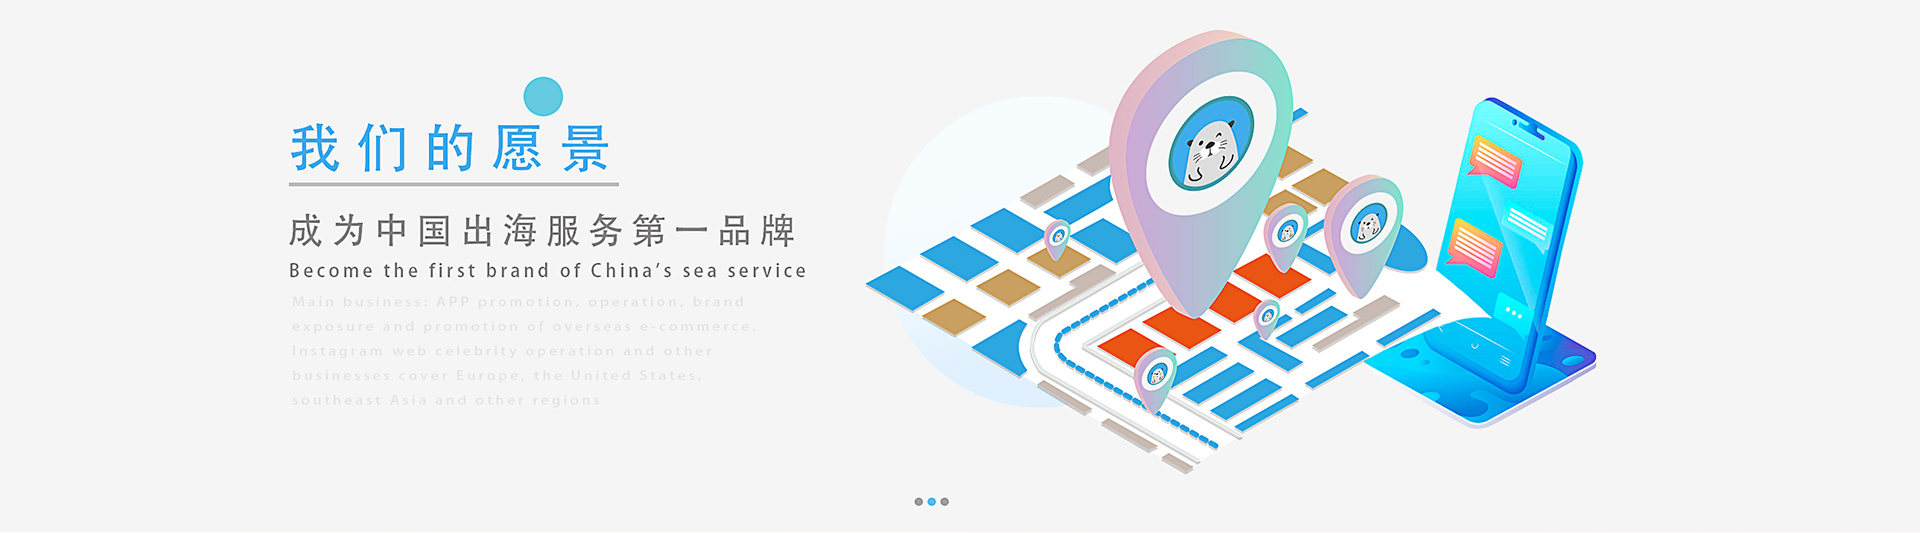 我们的愿景
成为中国出海服务第一品牌
Become the first brand of China's sea service
Main business: APP promotion, operation, brand
exposure and promotion of overseas e-commerce,
Instagram web celebrity operation and other
businesses cover Europe, the United States,
southeast Asia and other regions